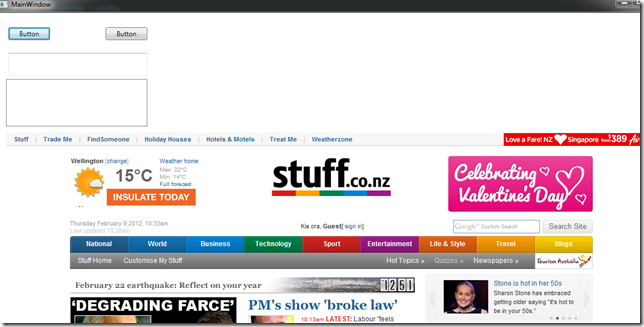 MainWindow
Button Button
Stuff | Trade Me | FindSomeone | Holiday Houses | Hotels & Motels | Treat Me | Weatherzone
Love a Fare! NZ Singapore from $389
Wellington (change)
15°C
Weather home
Max: 22°C
Min: 14°C
Full forecast
INSULATE TODAY
stuff.co.nz
Celebrating
Valentine's Day
Thursday February 9 2012, 10:33am
Last updated 10:28am
Kia ora, Guest [ sign in]
Google™ Custom Search
Search Site
National World Business Technology Sport Entertainment Life & Style Travel Blogs
Stuff Home Customise My Stuff Hot Topics » Quizzes » Newspapers »
Tourism Australia
February 22 earthquake: Reflect on your year
1251
'DEGRADING FARCE'
PM's show 'broke law'
10:13am LATEST: Labour "feels
Stone is hot in her 50s
Sharon Stone has embraced
getting older saying "it's hot to
be in your 50s."